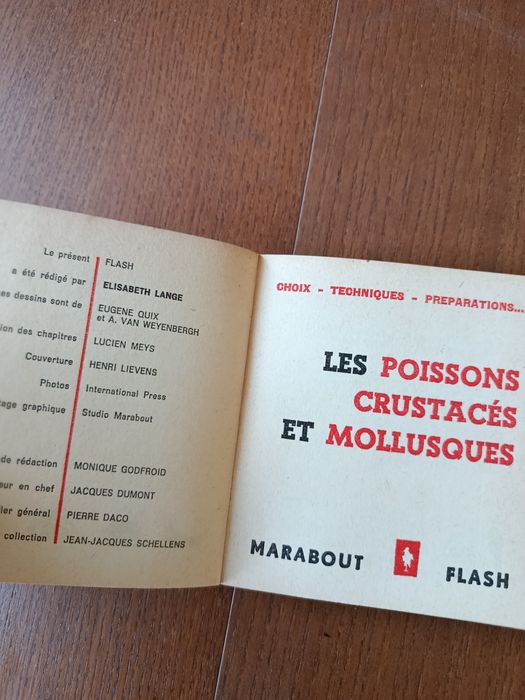 Le présent FLASH
a été rédigé par ELISABETH LANGE
es dessins sont de EUGENE QUIX
et A. VAN WEYENBERGH
ion des chapitres LUCIEN MEYS
Couverture HENRI LIEVENS
Photos International Press
tage graphique Studio Marabout
de rédaction MONIQUE GODFROID
eur en chef JACQUES DUMONT
ier général PIERRE DACO
collection JEAN-JACQUES SCHELLENS
CHOIX - TECHNIQUES - PREPARATIONS...
LES POISSONS
CRUSTACÉS
ET MOLLUSQUES
MARABOUT FLASH